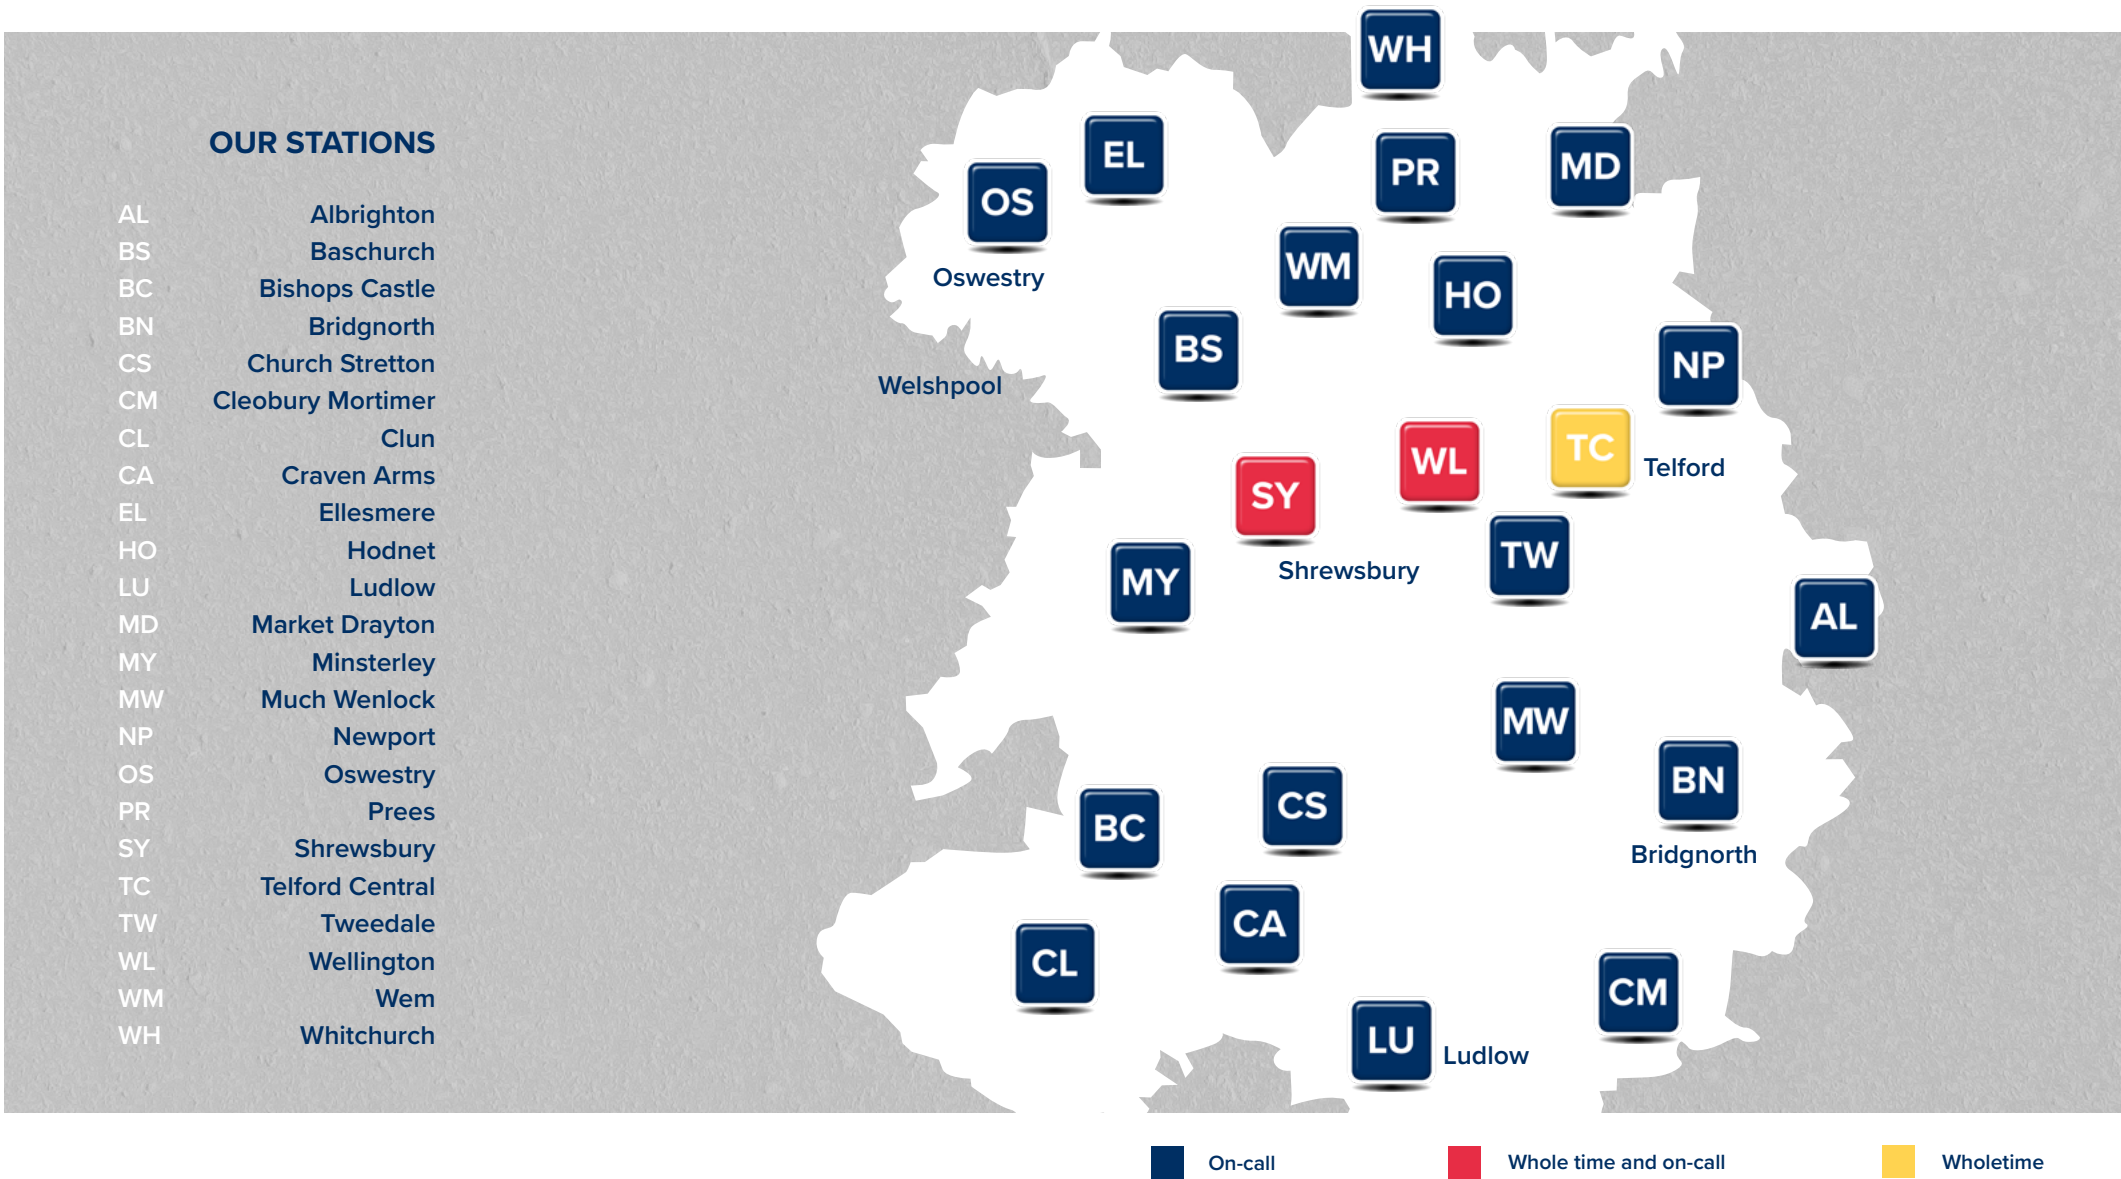 OUR STATIONS
AL Albrighton
BS Baschurch
BC Bishops Castle
BN Bridgnorth
CS Church Stretton
CM Cleobury Mortimer
CL Clun
CA Craven Arms
EL Ellesmere
HO Hodnet
LU Ludlow
MD Market Drayton
MY Minsterley
MW Much Wenlock
NP Newport
OS Oswestry
PR Prees
SY Shrewsbury
TC Telford Central
TW Tweedale
WL Wellington
WM Wem
WH Whitchurch
WH
EL
PR
MD
OS
Oswestry
WM
HO
BS
NP
Welshpool
TC
Telford
WL
SY
Shrewsbury
TW
MY
AL
MW
BN
Bridgnorth
CS
BC
CA
CL
CM
LU
Ludlow
On-call
Whole time and on-call
Wholetime